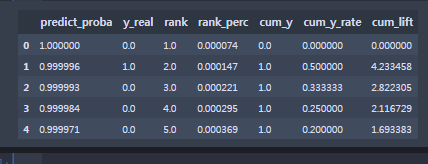 predict_proba y_real rank rank_perc cum_y cum_y_rate cum_lift
0 1.000000 0.0 1.0 0.000074 0.0 0.000000 0.000000
1 0.999996 1.0 2.0 0.000147 1.0 0.500000 4.233458
2 0.999993 0.0 3.0 0.000221 1.0 0.333333 2.822305
3 0.999984 0.0 4.0 0.000295 1.0 0.250000 2.116729
4 0.999971 0.0 5.0 0.000369 1.0 0.200000 1.693383